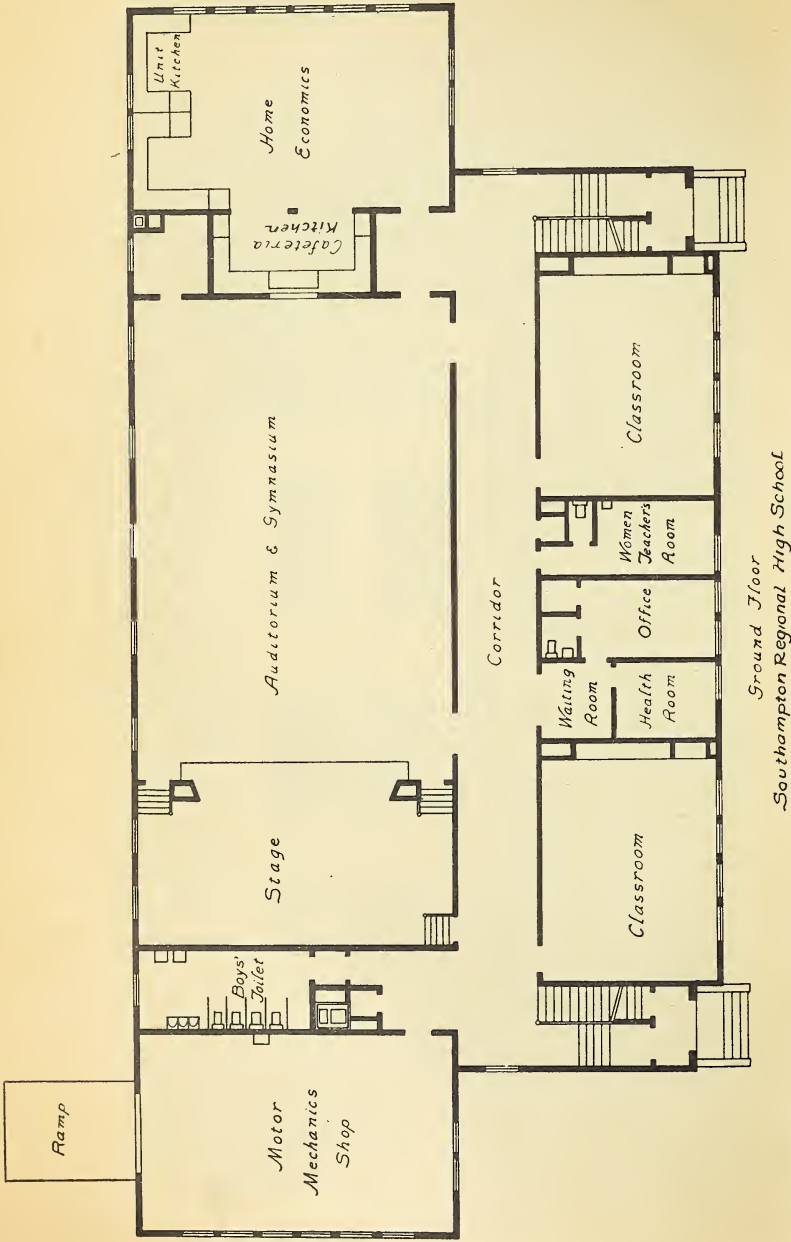 Unit
Kitchen
Home
Economics
Cafeteria
Kitchen
Auditorium & Gymnasium
Stage
Boys'
Toilet
Motor
Mechanics
Shop
Ramp
Corridor
Classroom
Women
Teacher's
Room
Office
Waiting
Room
Health
Room
Classroom
Ground Floor
Southampton Regional High School